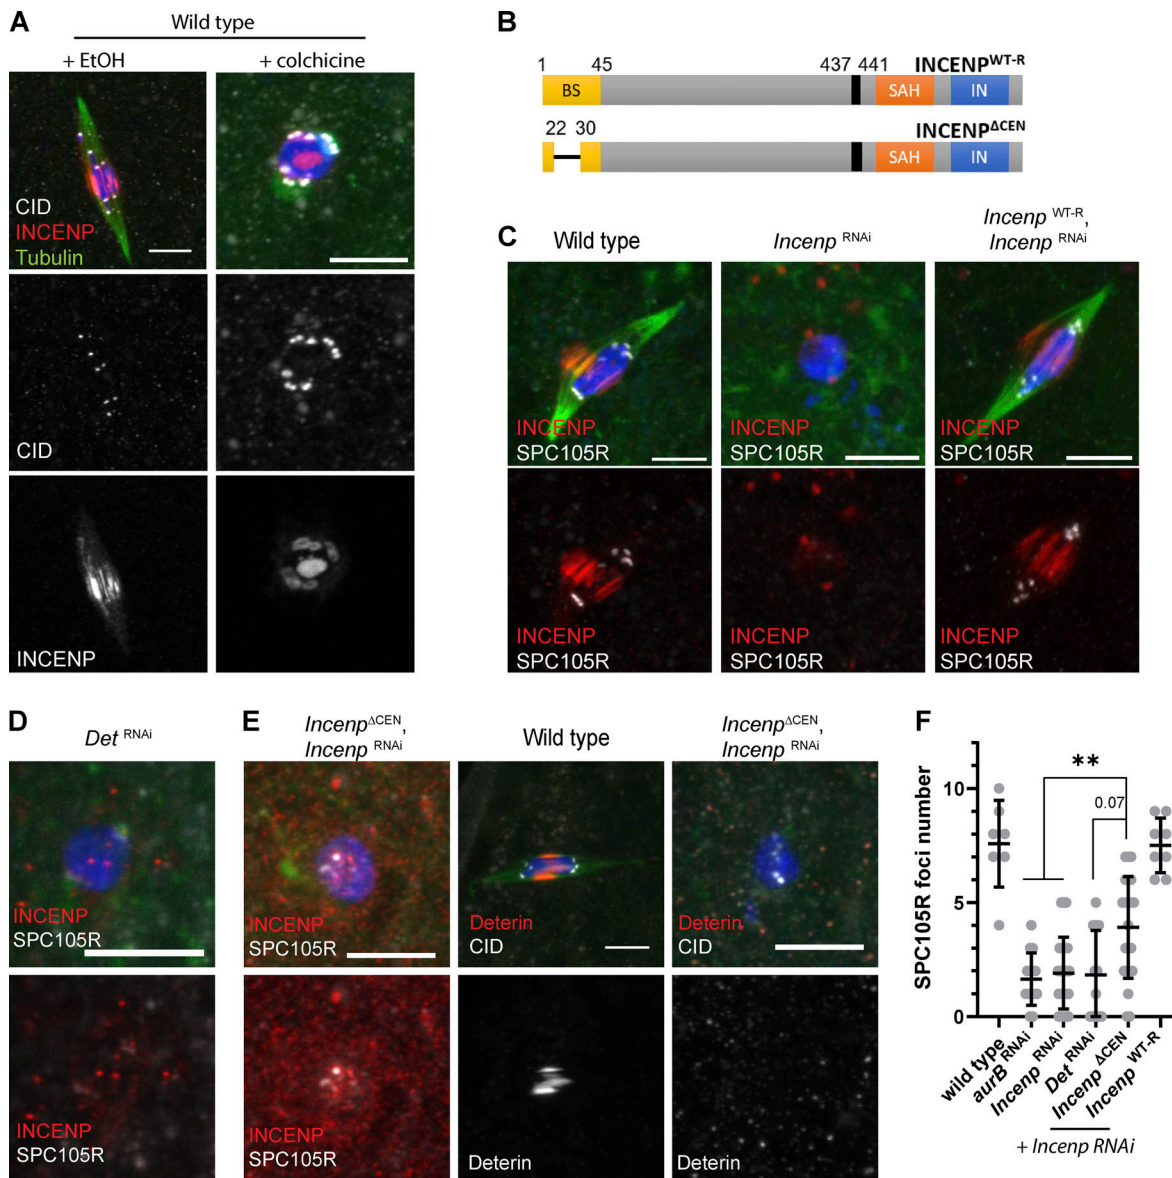 A
Wild type
+ EtOH
+ colchicine
CID
INCENP
Tubulin
CID
INCENP
B
1
45
437
441
INCENP^WT-R
BS
SAH
IN
22
30
INCENP^ΔCEN
SAH
IN
C
Wild type
Incenp ^RNAi
Incenp ^WT-R,
Incenp ^RNAi
INCENP
SPC105R
INCENP
SPC105R
INCENP
SPC105R
INCENP
SPC105R
INCENP
SPC105R
INCENP
SPC105R
D
Det ^RNAi
INCENP
SPC105R
INCENP
SPC105R
E
Incenp^ΔCEN,
Incenp ^RNAi
Wild type
Incenp^ΔCEN,
Incenp ^RNAi
INCENP
SPC105R
Deterin
CID
Deterin
CID
INCENP
SPC105R
Deterin
Deterin
F
SPC105R foci number
10
5
0
**
0.07
wild type
aurB ^RNAi
Incenp ^RNAi
Det ^RNAi
Incenp ^ΔCEN
Incenp ^WT-R
+ Incenp RNAi